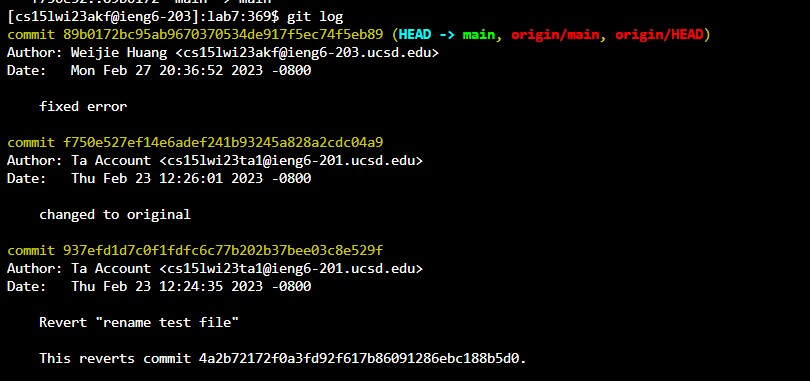 [cs15lwi23akf@ieng6-203]:lab7:369$ git log
commit 89b0172bc95ab9670370534de917f5ec74f5eb89 (HEAD -> main, origin/main, origin/HEAD)
Author: Weijie Huang <cs15lwi23akf@ieng6-203.ucsd.edu>
Date:   Mon Feb 27 20:36:52 2023 -0800
    fixed error
commit f750e527ef14e6adef241b93245a828a2cdc04a9
Author: Ta Account <cs15lwi23ta1@ieng6-201.ucsd.edu>
Date:   Thu Feb 23 12:26:01 2023 -0800
    changed to original
commit 937efd1d7c0f1fdfc6c77b202b37bee03c8e529f
Author: Ta Account <cs15lwi23ta1@ieng6-201.ucsd.edu>
Date:   Thu Feb 23 12:24:35 2023 -0800
    Revert "rename test file"
    This reverts commit 4a2b72172f0a3fd92f617b86091286ebc188b5d0.